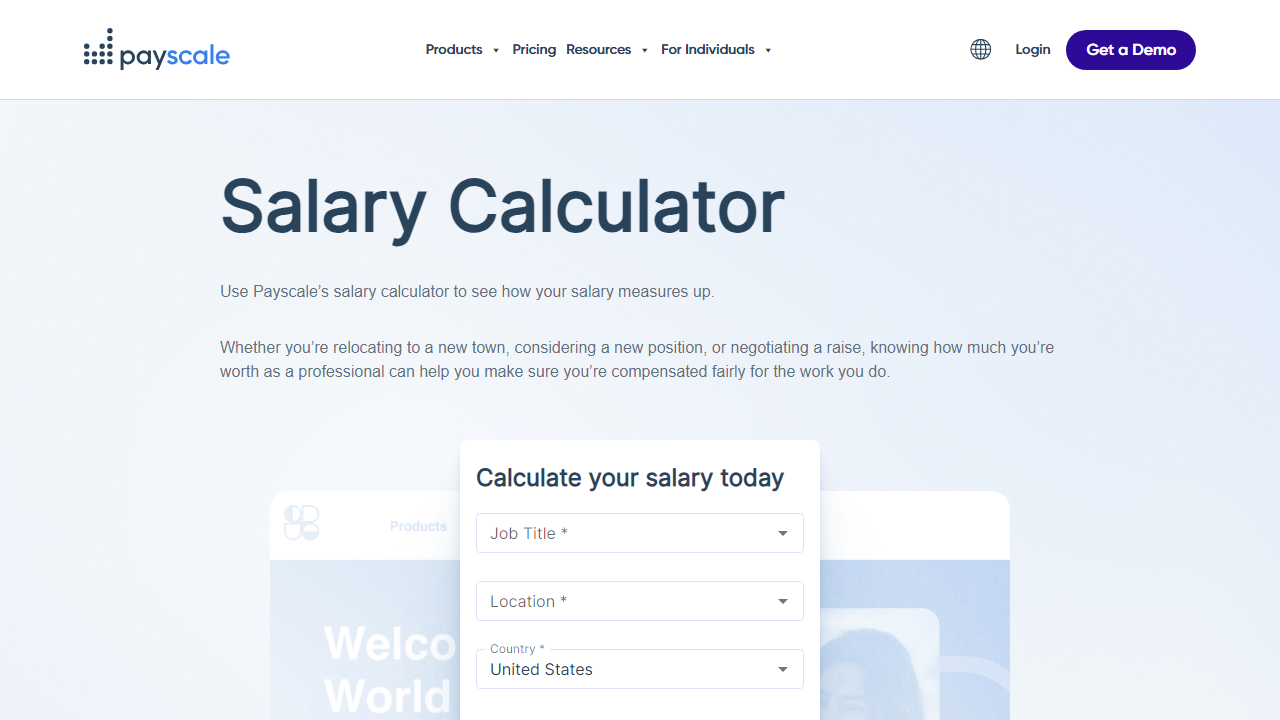 payscale
Products
Pricing
Resources
For Individuals
Login
Get a Demo
Salary Calculator
Use Payscale’s salary calculator to see how your salary measures up.
Whether you’re relocating to a new town, considering a new position, or negotiating a raise, knowing how much you’re
worth as a professional can help you make sure you’re compensated fairly for the work you do.
Calculate your salary today
Products
Job Title *
Location *
Welco
World
Country *
United States